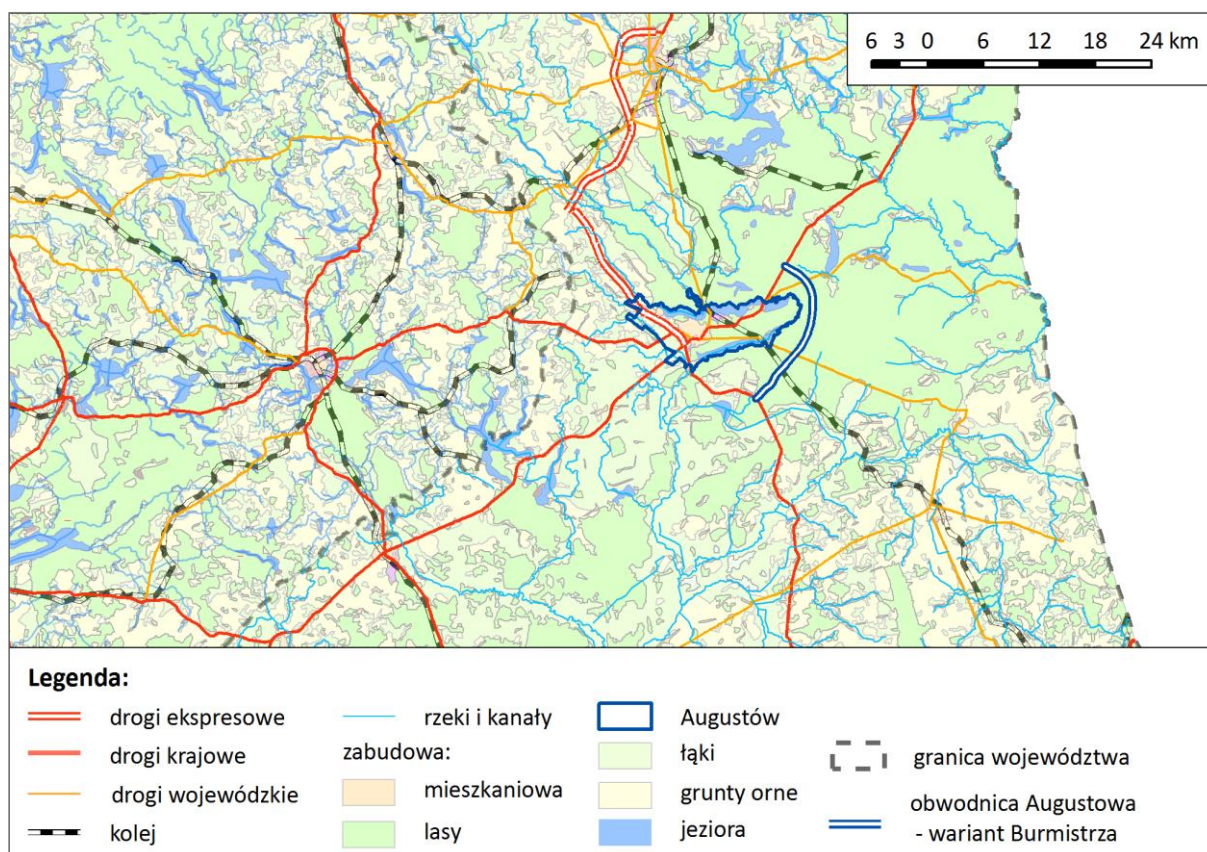 6 3 0 6 12 18 24 km
Legenda:
drogi ekspresowe
drogi krajowe
drogi wojewódzkie
kolej
rzeki i kanały
zabudowa:
mieszkaniowa
lasy
Augustów
łąki
grunty orne
jeziora
granica województwa
obwodnica Augustowa
- wariant Burmistrza